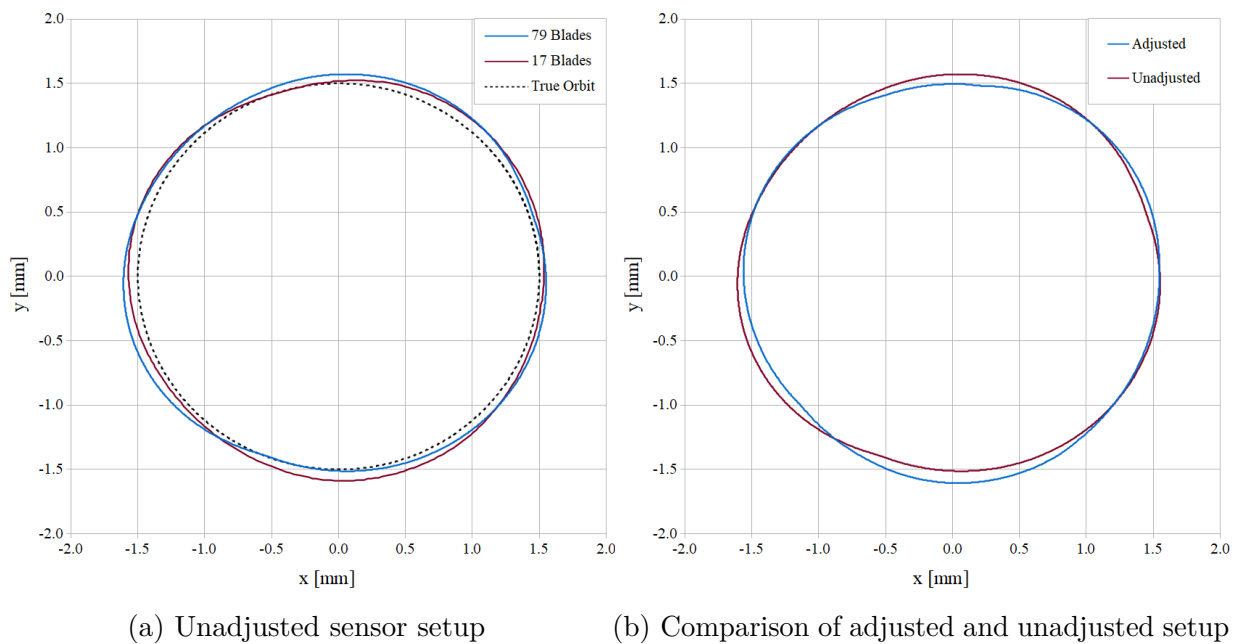 2.0
1.5
1.0
0.5
0.0
-0.5
-1.0
-1.5
-2.0
y [mm]
-2.0 -1.5 -1.0 -0.5 0.0 0.5 1.0 1.5 2.0
x [mm]
79 Blades
17 Blades
True Orbit
(a) Unadjusted sensor setup
2.0
1.5
1.0
0.5
0.0
-0.5
-1.0
-1.5
-2.0
y [mm]
-2.0 -1.5 -1.0 -0.5 0.0 0.5 1.0 1.5 2.0
x [mm]
Adjusted
Unadjusted
(b) Comparison of adjusted and unadjusted setup